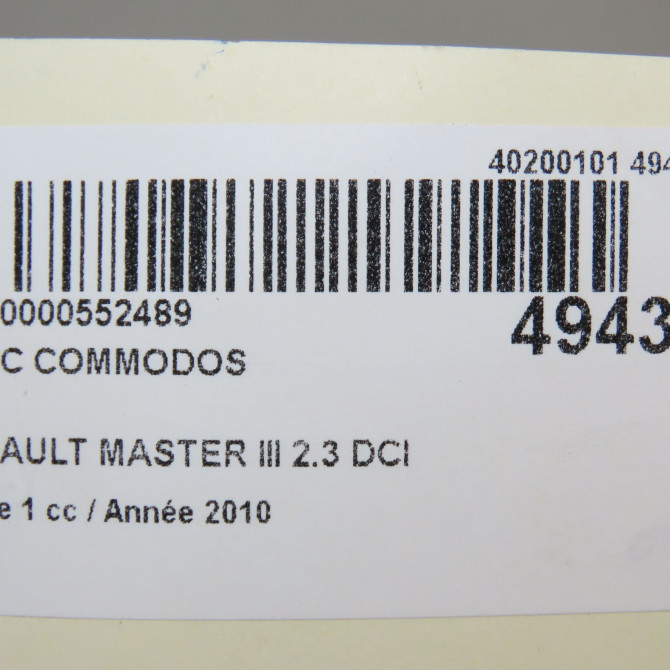 40200101 494
0000552489
4943
C COMMODOS
AULT MASTER III 2.3 DCI
e 1 cc / Année 2010